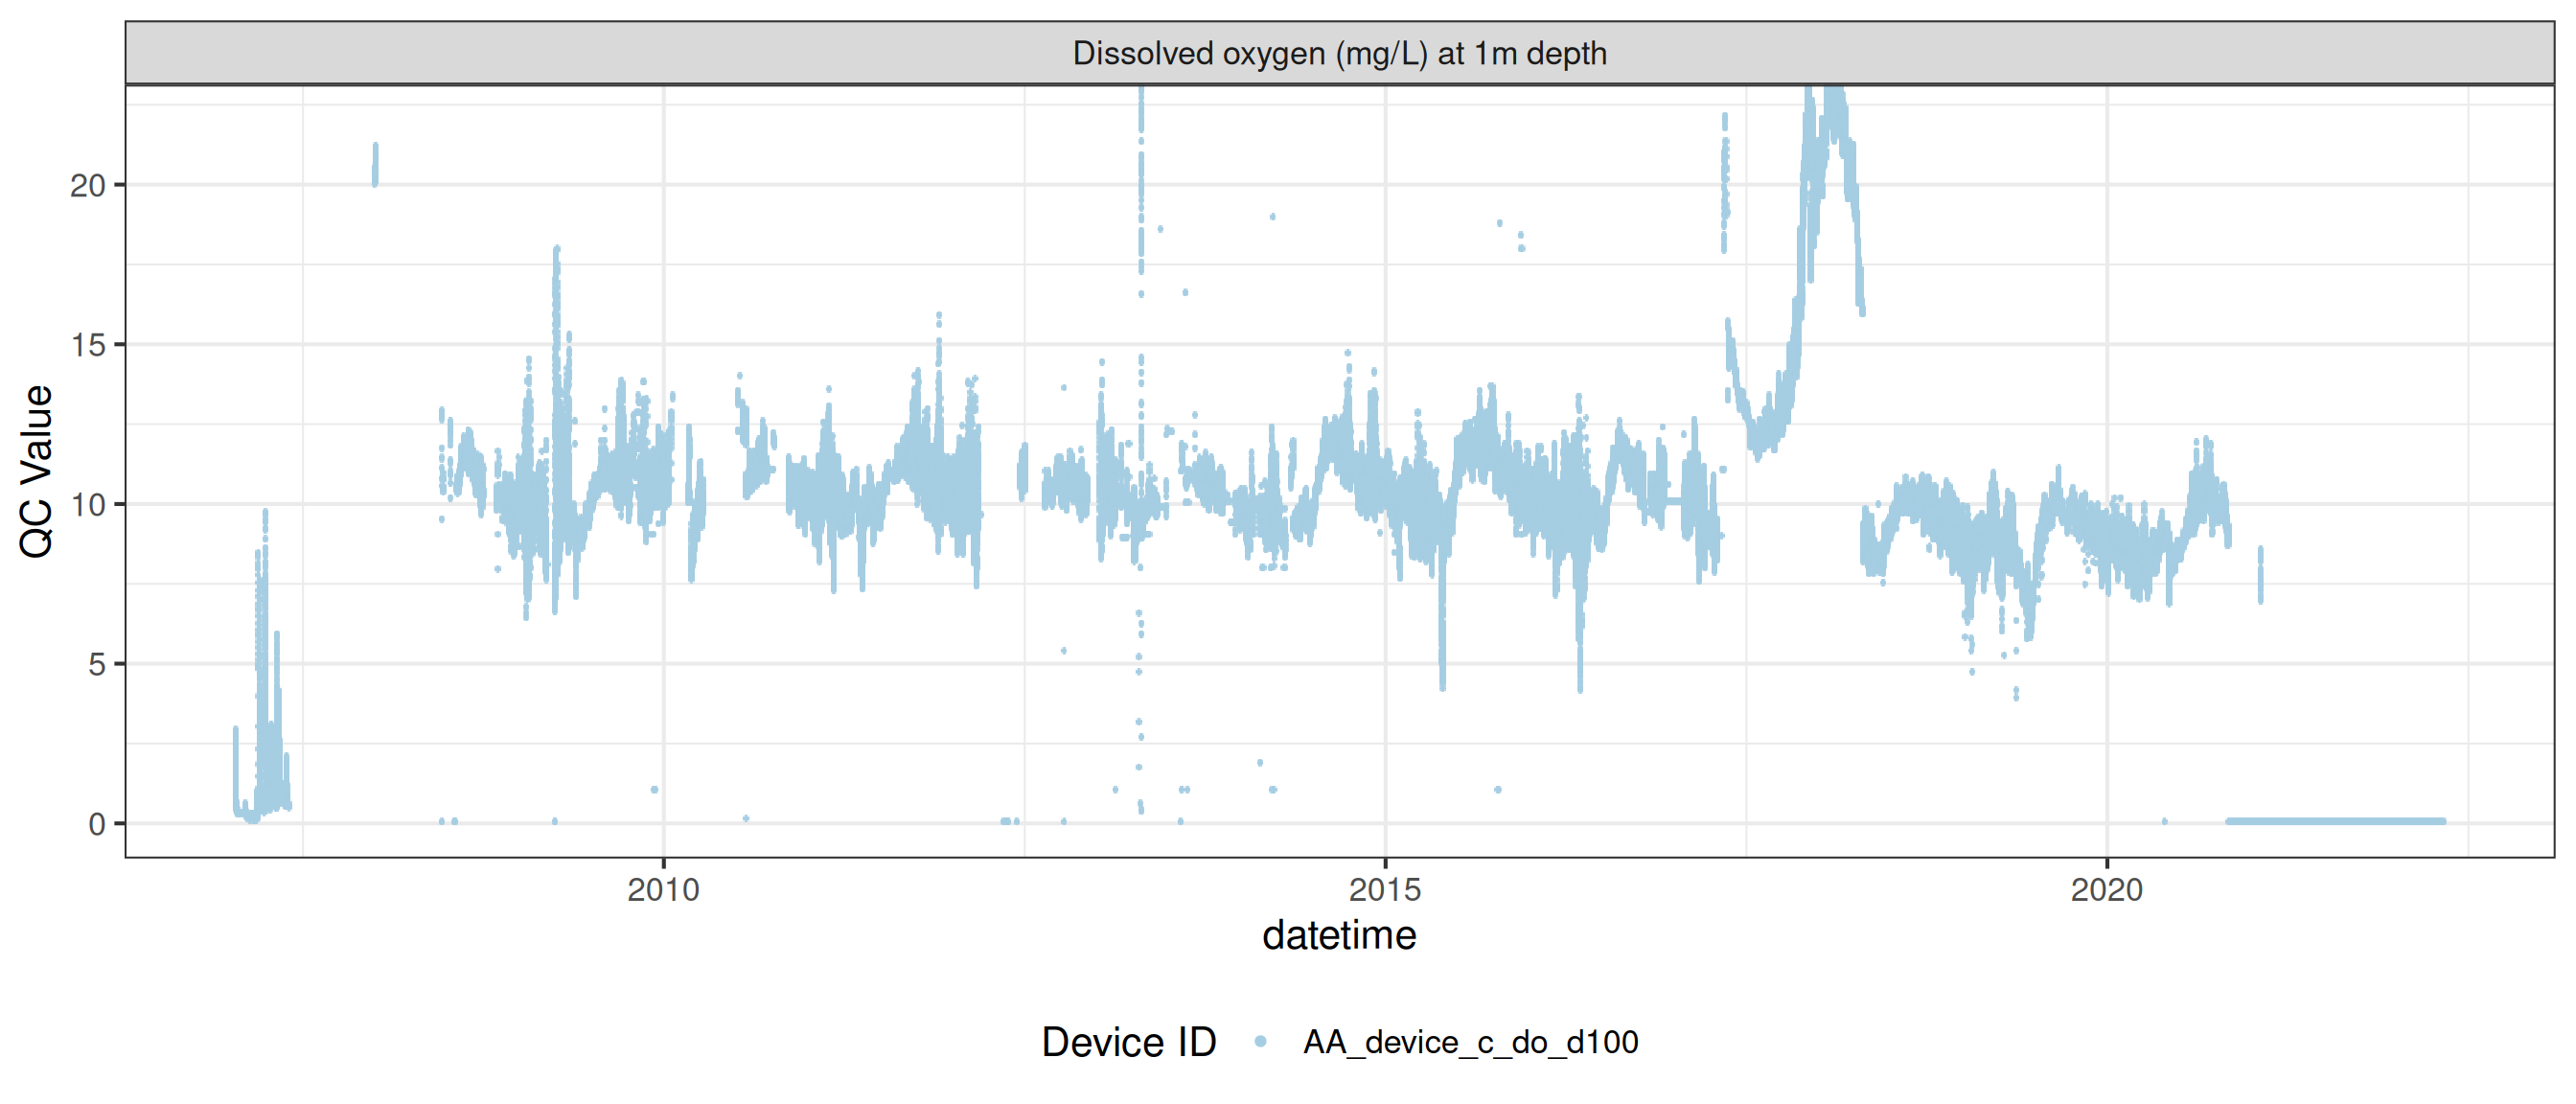 Dissolved oxygen (mg/L) at 1m depth
QC Value
20
15
10
5
0
2010
2015
2020
datetime
Device ID
AA_device_c_do_d100